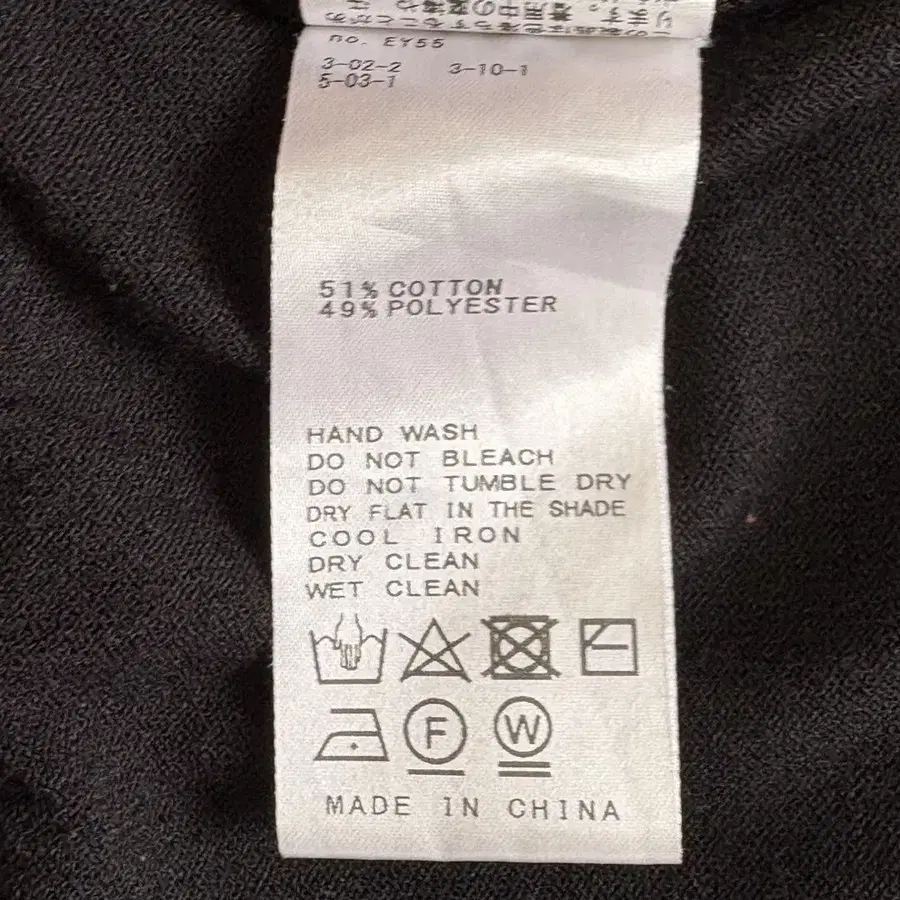 no. EY55
3-02-2 3-10-1
5-03-1
51% COTTON
49% POLYESTER
HAND WASH
DO NOT BLEACH
DO NOT TUMBLE DRY
DRY FLAT IN THE SHADE
COOL IRON
DRY CLEAN
WET CLEAN
F W
MADE IN CHINA